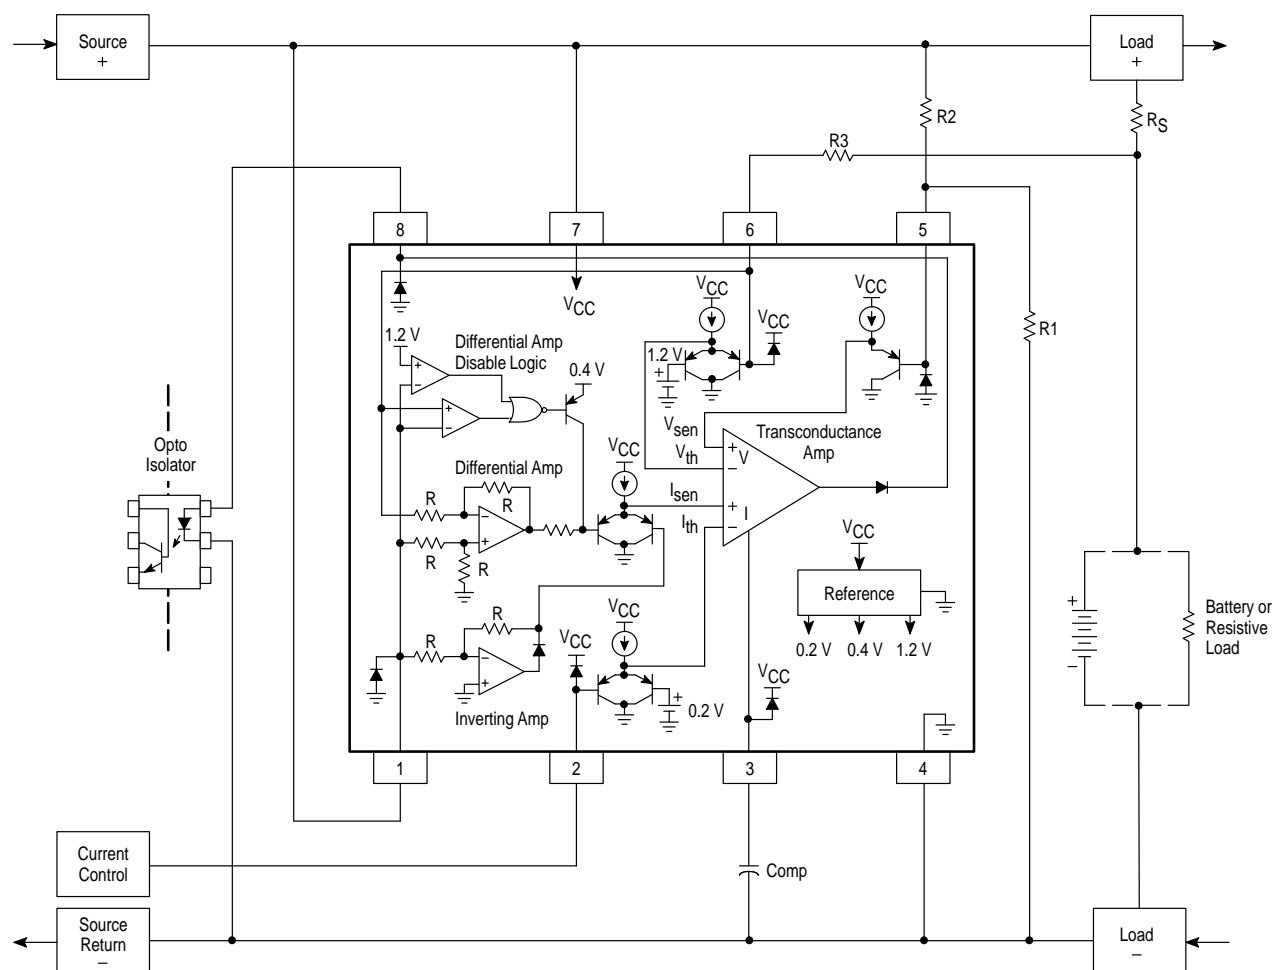 Source
+
Load
+
R2
RS
R3
8
7
6
5
VCC
VCC
VCC
VCC
1.2 V
Differential Amp
Disable Logic
0.4 V
1.2 V
+
R1
+
−
+
−
Opto
Isolator
Vsen
Vth
Transconductance
Amp
+
V
−
VCC
Differential Amp
Isen
Ith
+
I
−
R
R
−
+
R
R
VCC
Reference
0.2 V
0.4 V
1.2 V
+
−
Battery or
Resistive
Load
R
R
VCC
VCC
−
+
+
0.2 V
VCC
Inverting Amp
1
2
3
4
Current
Control
Comp
Source
Return
−
Load
−